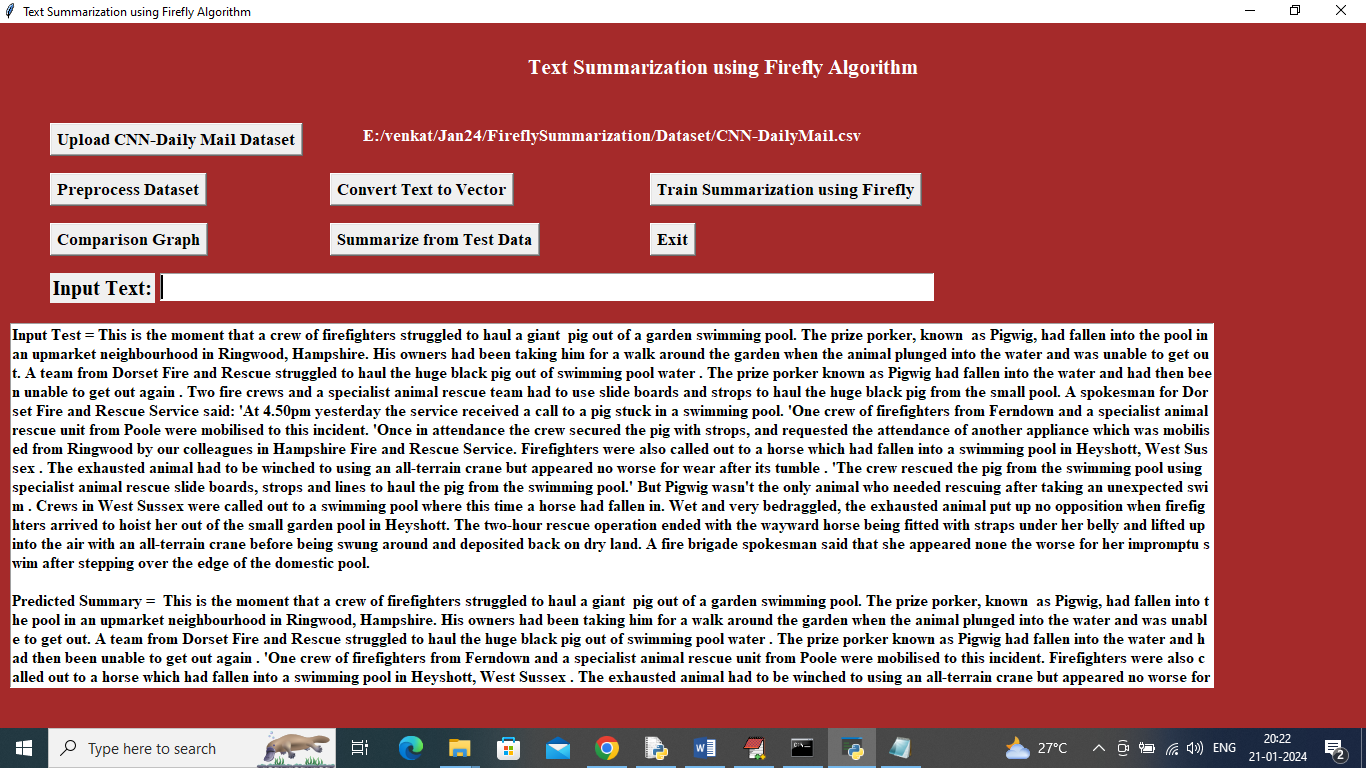 Text Summarization using Firefly Algorithm
Text Summarization using Firefly Algorithm
Upload CNN-Daily Mail Dataset
E:/venkat/Jan24/FireflySummarization/Dataset/CNN-DailyMail.csv
Preprocess Dataset
Convert Text to Vector
Train Summarization using Firefly
Comparison Graph
Summarize from Test Data
Exit
Input Text:
Input Test = This is the moment that a crew of firefighters struggled to haul a giant  pig out of a garden swimming pool. The prize porker, known  as Pigwig, had fallen into the pool in
an upmarket neighbourhood in Ringwood, Hampshire. His owners had been taking him for a walk around the garden when the animal plunged into the water and was unable to get ou
t. A team from Dorset Fire and Rescue struggled to haul the huge black pig out of swimming pool water . The prize porker known as Pigwig had fallen into the water and had then bee
n unable to get out again . Two fire crews and a specialist animal rescue team had to use slide boards and strops to haul the huge black pig from the small pool. A spokesman for Dor
set Fire and Rescue Service said: 'At 4.50pm yesterday the service received a call to a pig stuck in a swimming pool. 'One crew of firefighters from Ferndown and a specialist animal
rescue unit from Poole were mobilised to this incident. 'Once in attendance the crew secured the pig with strops, and requested the attendance of another appliance which was mobilis
ed from Ringwood by our colleagues in Hampshire Fire and Rescue Service. Firefighters were also called out to a horse which had fallen into a swimming pool in Heyshott, West Sus
sex . The exhausted animal had to be winched to using an all-terrain crane but appeared no worse for wear after its tumble . 'The crew rescued the pig from the swimming pool using
specialist animal rescue slide boards, strops and lines to haul the pig from the swimming pool.' But Pigwig wasn't the only animal who needed rescuing after taking an unexpected swi
m . Crews in West Sussex were called out to a swimming pool where this time a horse had fallen in. Wet and very bedraggled, the exhausted animal put up no opposition when firefig
hters arrived to hoist her out of the small garden pool in Heyshott. The two-hour rescue operation ended with the wayward horse being fitted with straps under her belly and lifted up
into the air with an all-terrain crane before being swung around and deposited back on dry land. A fire brigade spokesman said that she appeared none the worse for her impromptu s
wim after stepping over the edge of the domestic pool.
Predicted Summary =  This is the moment that a crew of firefighters struggled to haul a giant  pig out of a garden swimming pool. The prize porker, known  as Pigwig, had fallen into t
he pool in an upmarket neighbourhood in Ringwood, Hampshire. His owners had been taking him for a walk around the garden when the animal plunged into the water and was unabl
e to get out. A team from Dorset Fire and Rescue struggled to haul the huge black pig out of swimming pool water . The prize porker known as Pigwig had fallen into the water and h
ad then been unable to get out again . 'One crew of firefighters from Ferndown and a specialist animal rescue unit from Poole were mobilised to this incident. Firefighters were also c
alled out to a horse which had fallen into a swimming pool in Heyshott, West Sussex . The exhausted animal had to be winched to using an all-terrain crane but appeared no worse for
Type here to search
27°C
ENG
20:22
21-01-2024
2